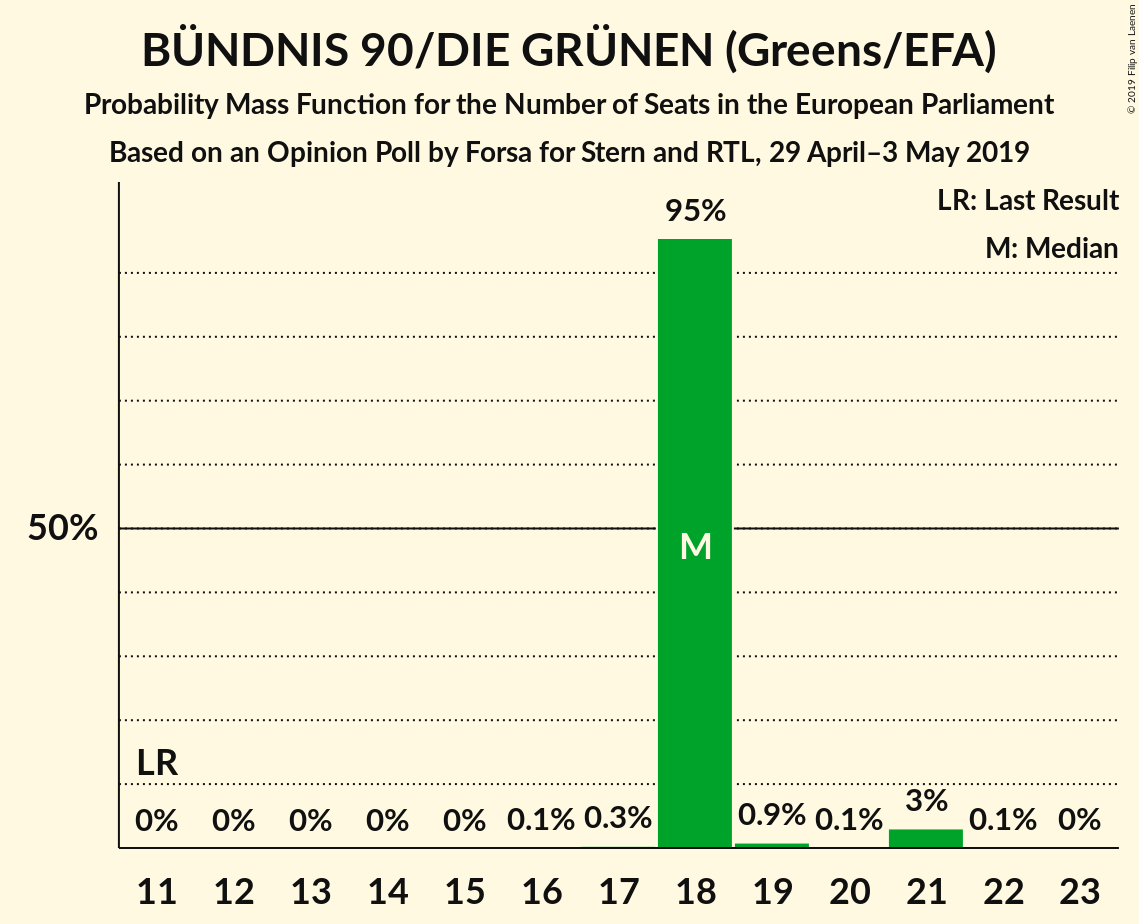 BÜNDNIS 90/DIE GRÜNEN (Greens/EFA)
Probability Mass Function for the Number of Seats in the European Parliament
Based on an Opinion Poll by Forsa for Stern and RTL, 29 April–3 May 2019
© 2019 Filip van Laenen
LR: Last Result
M: Median
95%
50%
M
LR
0% 0% 0% 0% 0% 0.1% 0.3% 0.9% 0.1% 3% 0.1% 0%
11 12 13 14 15 16 17 18 19 20 21 22 23